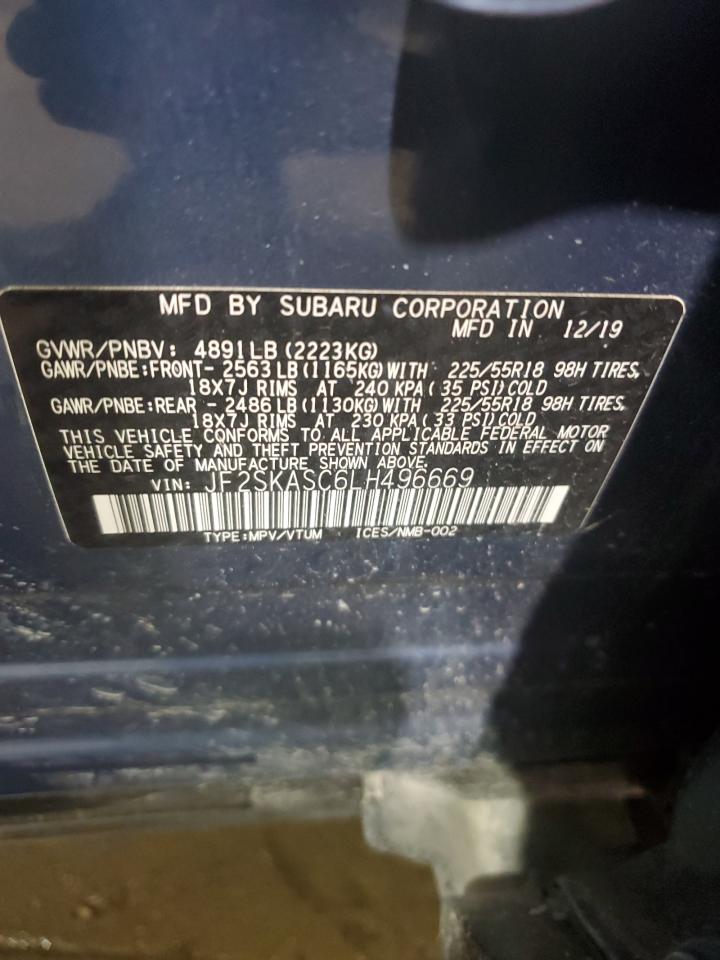 MFD BY SUBARU CORPORATION
MFD IN 12/19
GVWR/PNBV: 4891LB (2223KG)
GAWR/PNBE:FRONT- 2563 LB (1165KG) WITH 225/55R18 98H TIRES,
18X7J RIMS AT 240 KPA ( 35 PSI) COLD
GAWR/PNBE:REAR - 2486 LB (1130KG) WITH 225/55R18 98H TIRES,
18X7J RIMS AT 230 KPA ( 33 PSI) COLD
THIS VEHICLE CONFORMS TO ALL APPLICABLE FEDERAL MOTOR
VEHICLE SAFETY AND THEFT PREVENTION STANDARDS IN EFFECT ON
THE DATE OF MANUFACTURE SHOWN ABOVE.
VIN: JF2SKASC6LH496669
TYPE:MPV/VTUM ICES/NMB-002